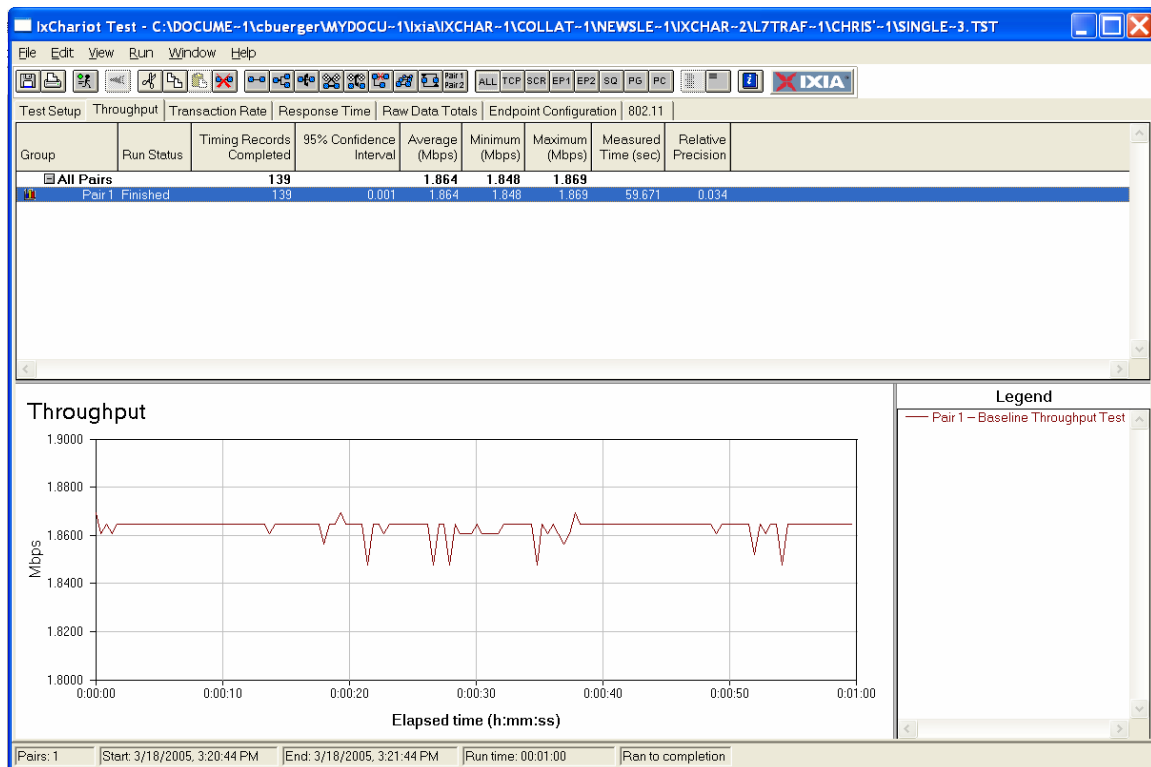 IxChariot Test - C:\DOCUME~1\cbuerger\MYDOCU~1\Ixia\IXCHAR~1\COLLAT~1\NEWSLE~1\IXCHAR~2\L7TRAF~1\CHRIS'~1\SINGLE~3.TST
File Edit View Run Window Help
Pair 1 Pair 2 ALL TCP SCR EP1 EP2 SQ PG PC i IXIA
Test Setup Throughput Transaction Rate Response Time Raw Data Totals Endpoint Configuration 802.11
Group Run Status Timing Records Completed 95% Confidence Interval Average (Mbps) Minimum (Mbps) Maximum (Mbps) Measured Time (sec) Relative Precision
All Pairs 139 1.864 1.848 1.869
Pair 1 Finished 139 0.001 1.864 1.848 1.869 59.671 0.034
Throughput
Mbps
1.9000
1.8800
1.8600
1.8400
1.8200
1.8000
0:00:00 0:00:10 0:00:20 0:00:30 0:00:40 0:00:50 0:01:00
Elapsed time (h:mm:ss)
Legend
Pair 1 – Baseline Throughput Test
Pairs: 1 Start: 3/18/2005, 3:20:44 PM End: 3/18/2005, 3:21:44 PM Run time: 00:01:00 Ran to completion